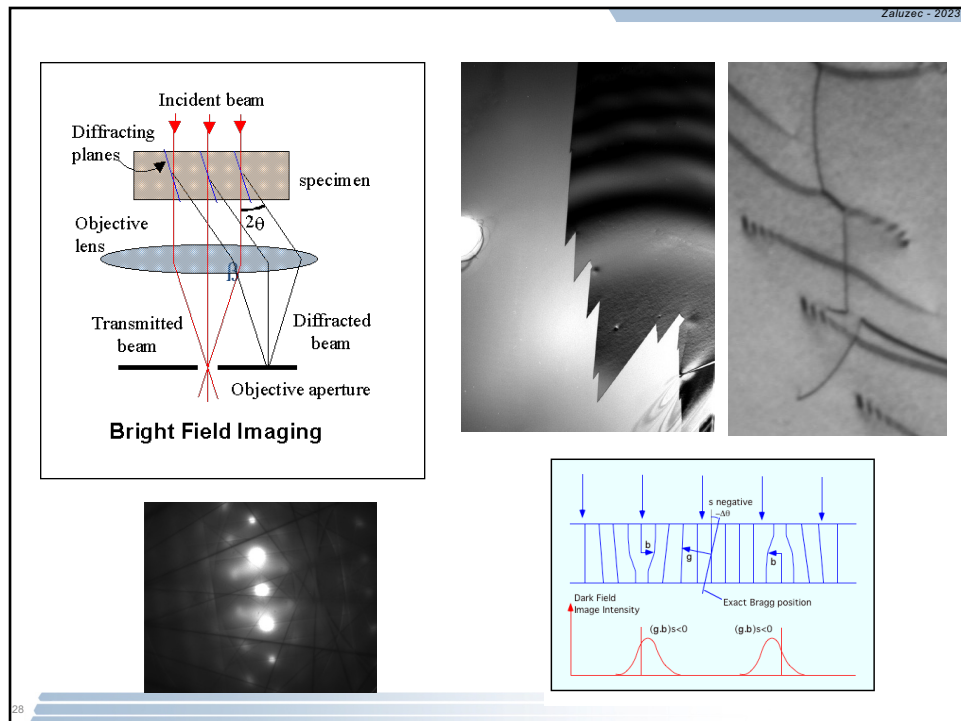 Zaluzec - 2023
Incident beam
Diffracting
planes
specimen
2θ
Objective
lens
β
Transmitted
beam
Diffracted
beam
Objective aperture
Bright Field Imaging
s negative
-Δθ
b
g
b
Exact Bragg position
Dark Field
Image Intensity
(g.b)s<0
(g.b)s<0
28